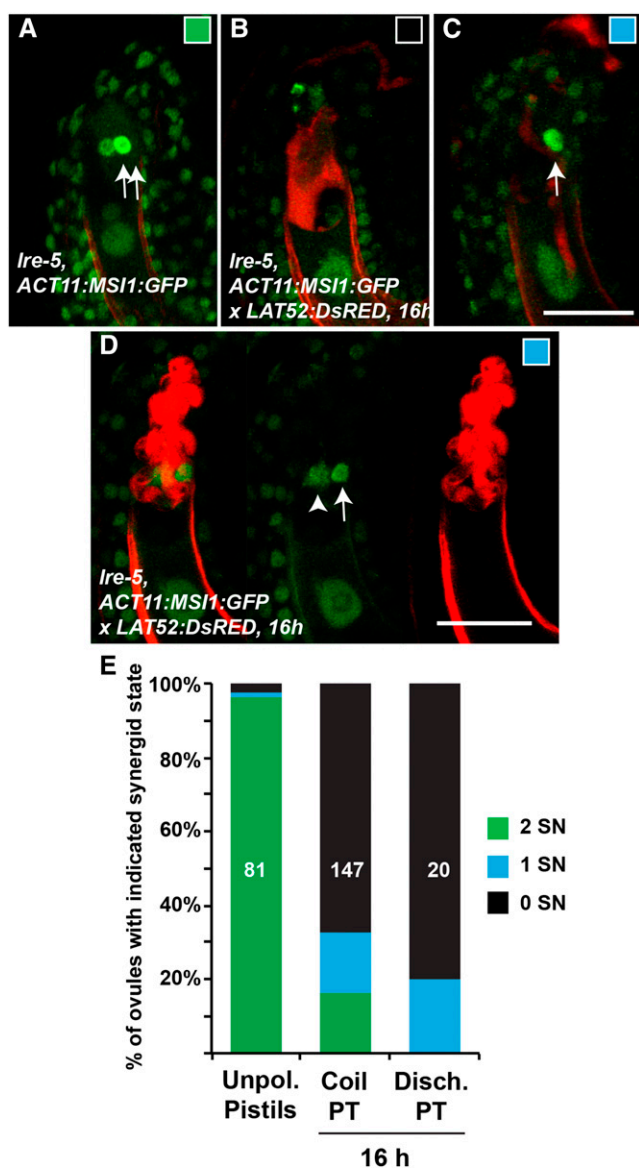 A
B
C
lre-5,
ACT11:MSI1:GFP
lre-5,
ACT11:MSI1:GFP
x LAT52:DsRED, 16h
D
lre-5,
ACT11:MSI1:GFP
x LAT52:DsRED, 16h
E
% of ovules with indicated synergid state
100%
80%
60%
40%
20%
81
147
20
2 SN
1 SN
0 SN
Unpol.
Pistils
Coil
PT
Disch.
PT
16 h